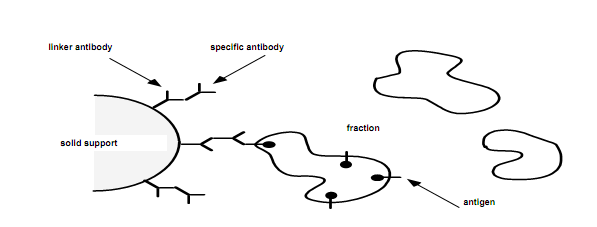 linker antibody
specific antibody
fraction
solid support
antigen